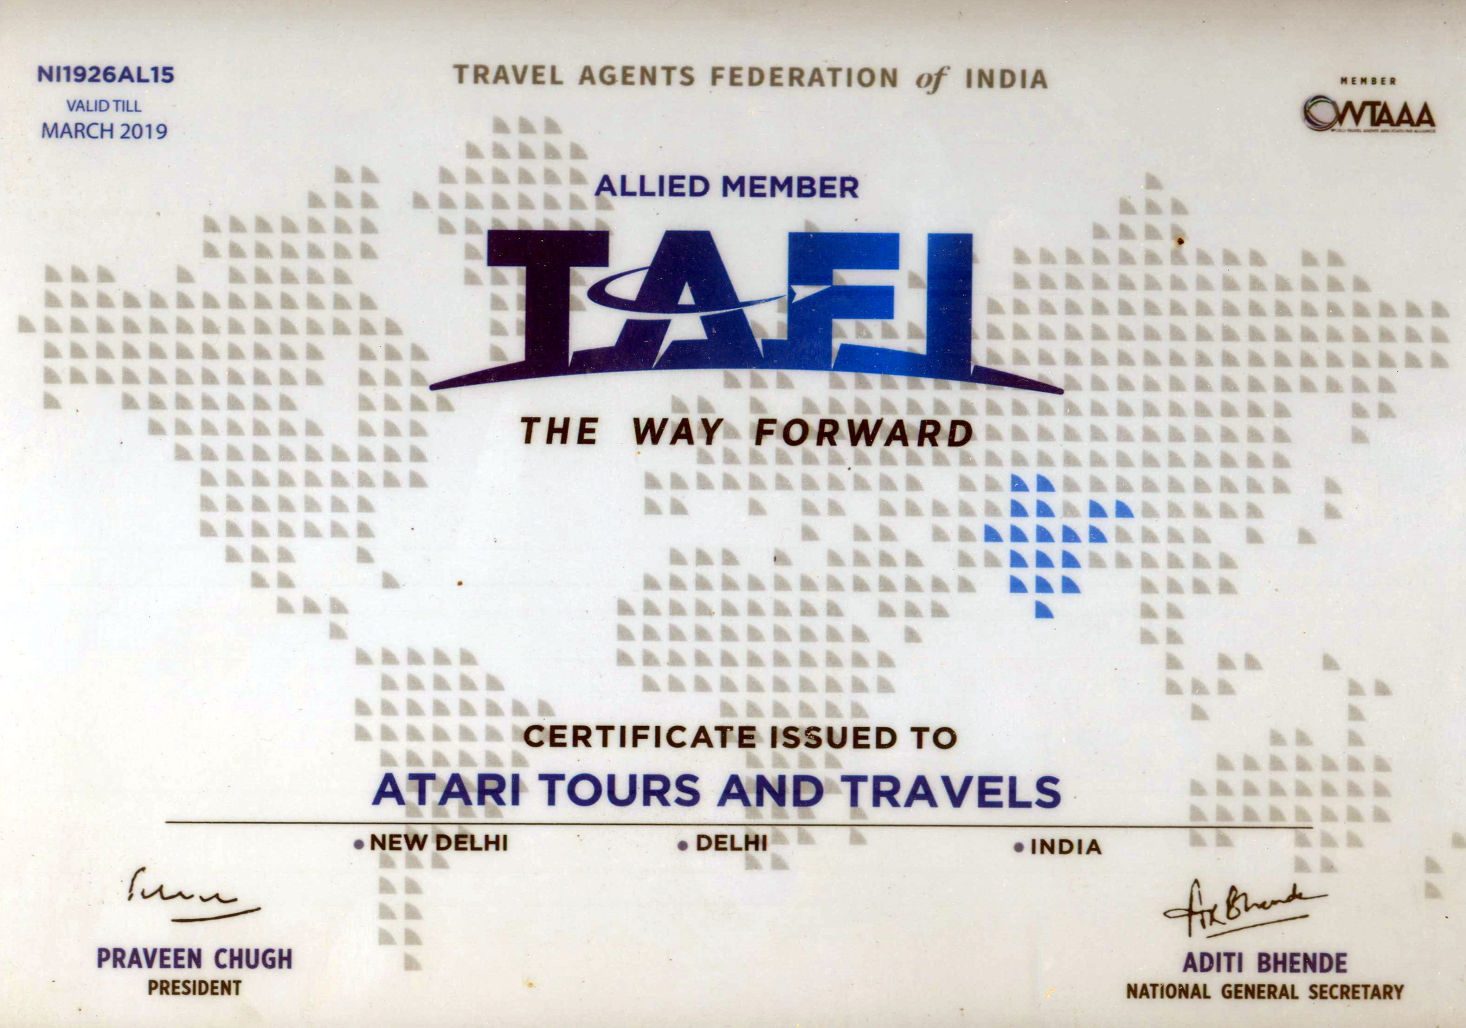 NI1926AL15
VALID TILL
MARCH 2019
TRAVEL AGENTS FEDERATION of INDIA
MEMBER
WTAAA
ALLIED MEMBER
TAFI
THE WAY FORWARD
CERTIFICATE ISSUED TO
ATARI TOURS AND TRAVELS
• NEW DELHI • DELHI • INDIA
PRAVEEN CHUGH
PRESIDENT
ADITI BHENDE
NATIONAL GENERAL SECRETARY